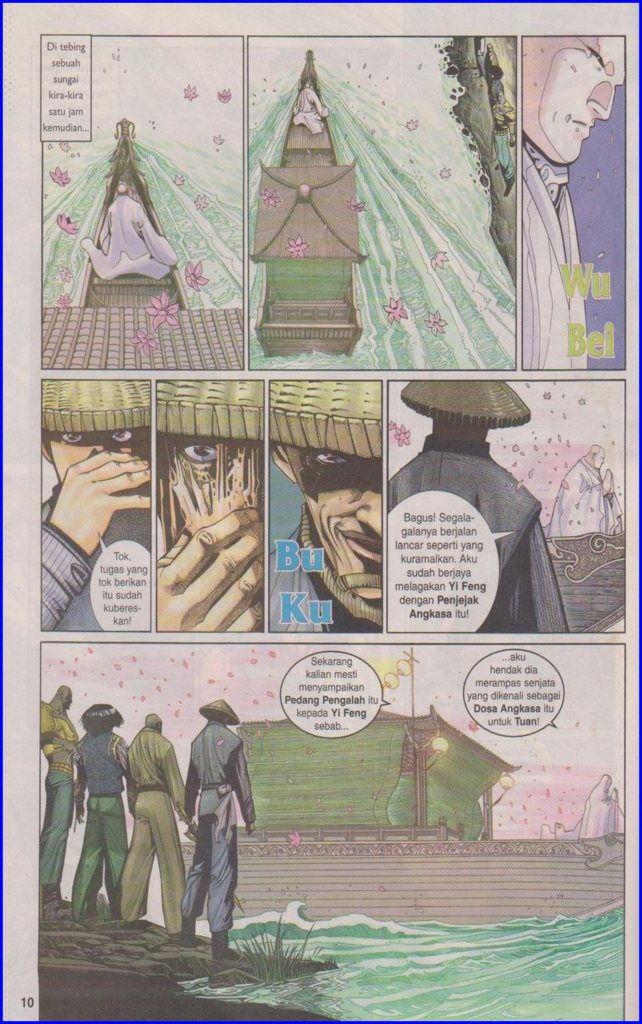 Di tebing
sebuah
sungai
kira-kira
satu jam
kemudian...
Wu
Bei
Tok,
tugas yang
tok berikan
itu sudah
kuberes-
kan!
Bu
Ku
Bagus! Segala-
galanya berjalan
lancar seperti yang
kuramalkan. Aku
sudah berjaya
melagakan Yi Feng
dengan Penjejak
Angkasa itu!
Sekarang
kalian mesti
menyampaikan
Pedang Pengalah itu
kepada Yi Feng
sebab...
...aku
hendak dia
merampas senjata
yang dikenali sebagai
Dosa Angkasa itu
untuk Tuan!
10